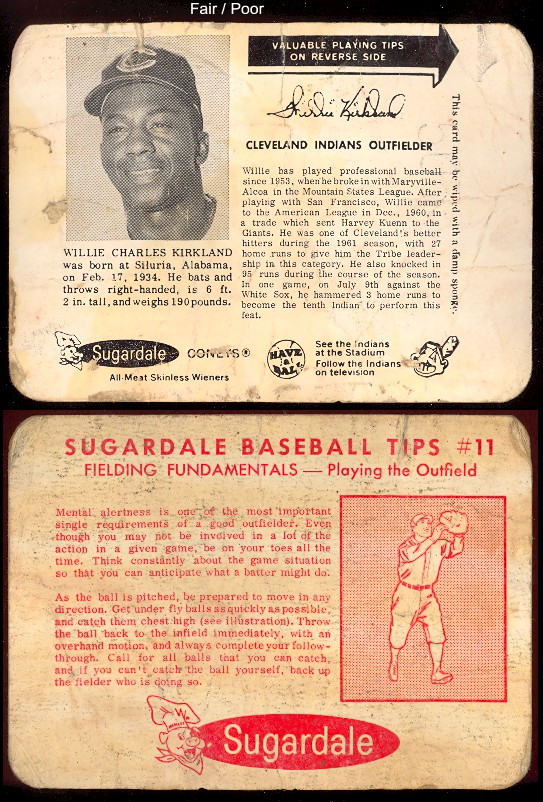 Fair / Poor
VALUABLE PLAYING TIPS
ON REVERSE SIDE
Willie Kirkland
CLEVELAND INDIANS OUTFIELDER
Willie has played professional baseball
since 1953, when he broke in with Maryville-
Alcoa in the Mountain States League. After
playing with San Francisco, Willie came
to the American League in Dec., 1960, in
a trade which sent Harvey Kuenn to the
Giants. He was one of Cleveland's better
hitters during the 1961 season, with 27
home runs to give him the Tribe leader-
ship in this category. He also knocked in
95 runs during the course of the season.
In one game, on July 9th against the
White Sox, he hammered 3 home runs to
become the tenth Indian to perform this
feat.
This card may be wiped with a damp sponge.
WILLIE CHARLES KIRKLAND
was born at Siluria, Alabama,
on Feb. 17, 1934. He bats and
throws right-handed, is 6 ft.
2 in. tall, and weighs 190 pounds.
Sugardale CONEYS®
All-Meat Skinless Wieners
HAVE
A
BALL
See the Indians
at the Stadium
Follow the Indians
on television
SUGARDALE BASEBALL TIPS #11
FIELDING FUNDAMENTALS — Playing the Outfield
Mental alertness is one of the most important
single requirements of a good outfielder. Even
though you may not be involved in a lot of the
action in a given game, be on your toes all the
time. Think constantly about the game situation
so that you can anticipate what a batter might do.
As the ball is pitched, be prepared to move in any
direction. Get under fly balls as quickly as possible,
and catch them chest high (see illustration). Throw
the ball back to the infield immediately, with an
overhand motion, and always complete your follow-
through. Call for all balls that you can catch,
and if you can't catch the ball yourself, back up
the fielder who is doing so.
Sugardale